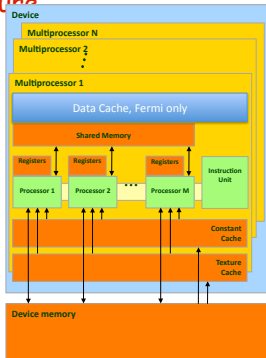 Device
Multiprocessor N
Multiprocessor 2
Multiprocessor 1
Data Cache, Fermi only
Shared Memory
Registers
Registers
Registers
Instruction
Unit
Processor 1
Processor 2
...
Processor M
Constant
Cache
Texture
Cache
Device memory